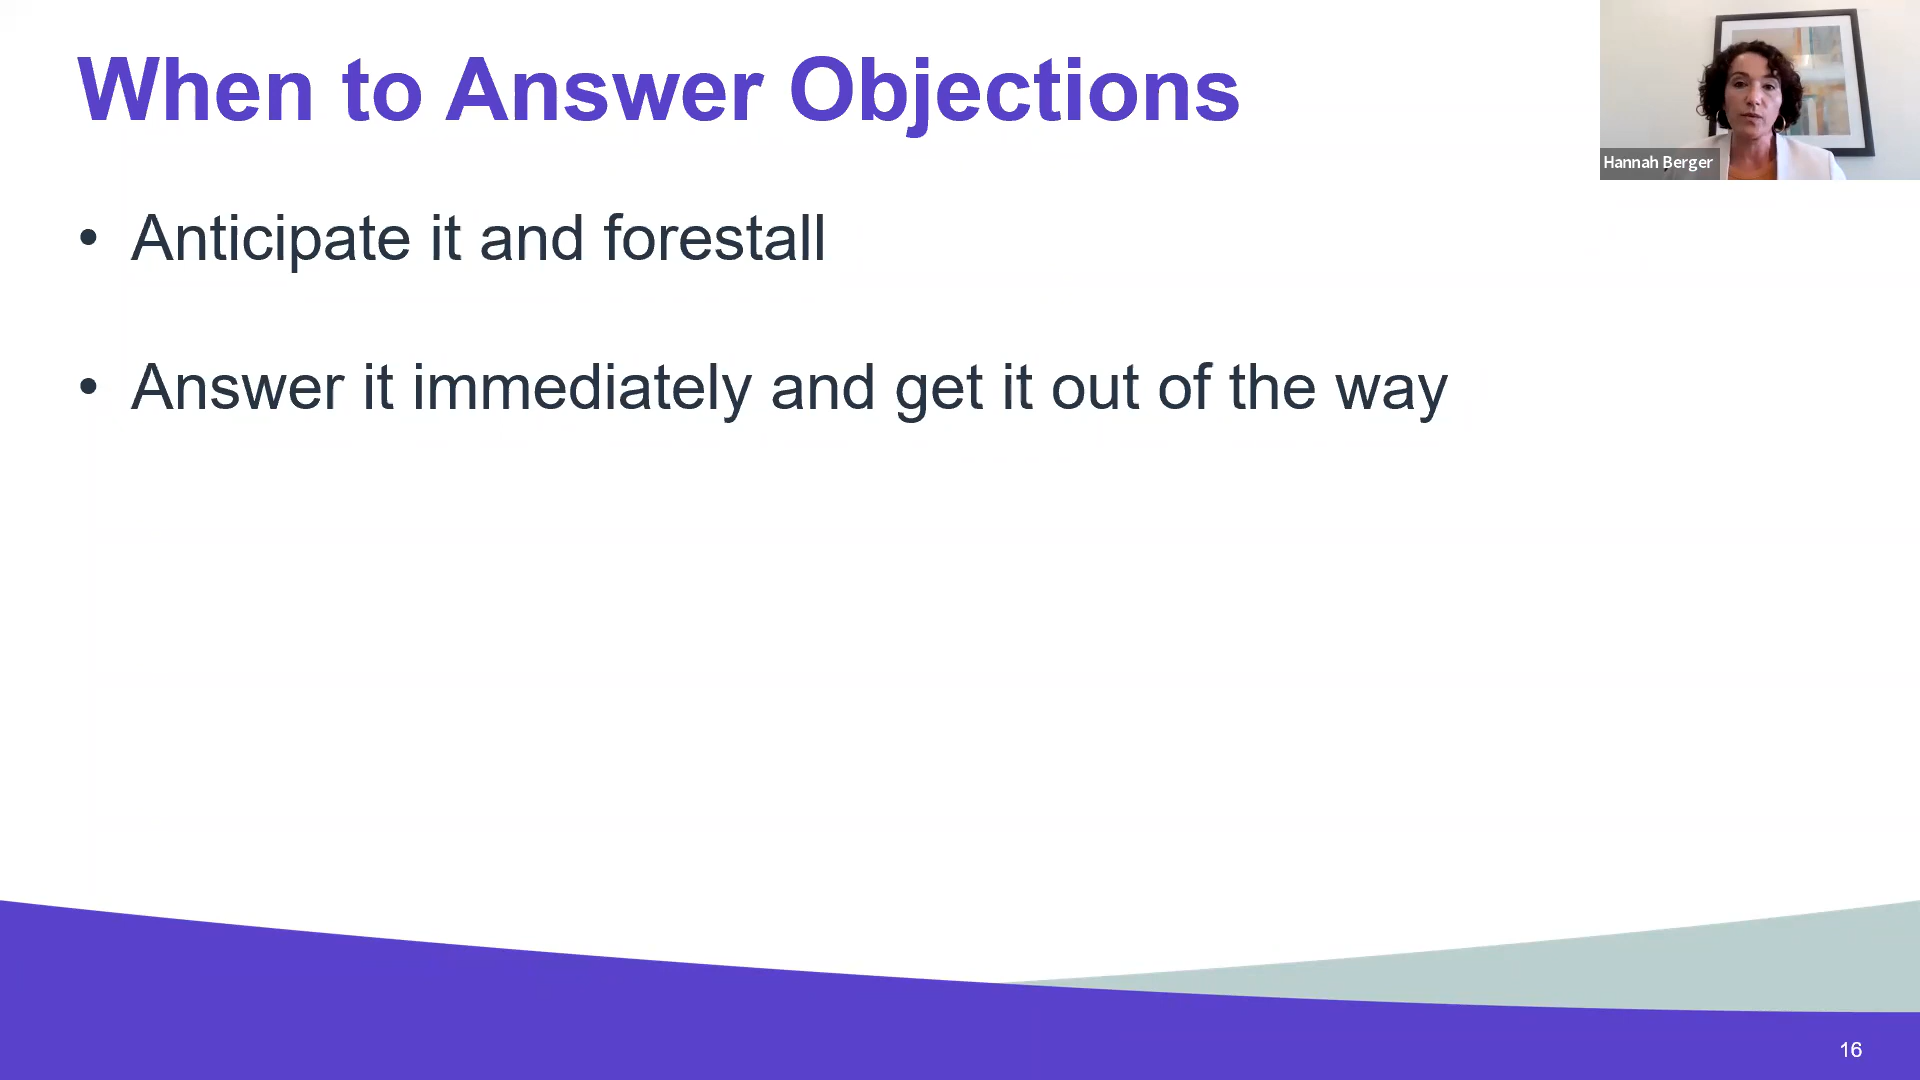 When to Answer Objections
Hannah Berger
• Anticipate it and forestall
• Answer it immediately and get it out of the way
16